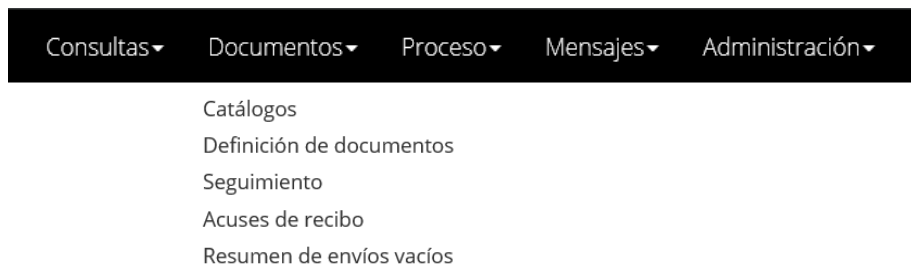 Consultas Documentos Proceso Mensajes Administración
Catálogos
Definición de documentos
Seguimiento
Acuses de recibo
Resumen de envíos vacíos